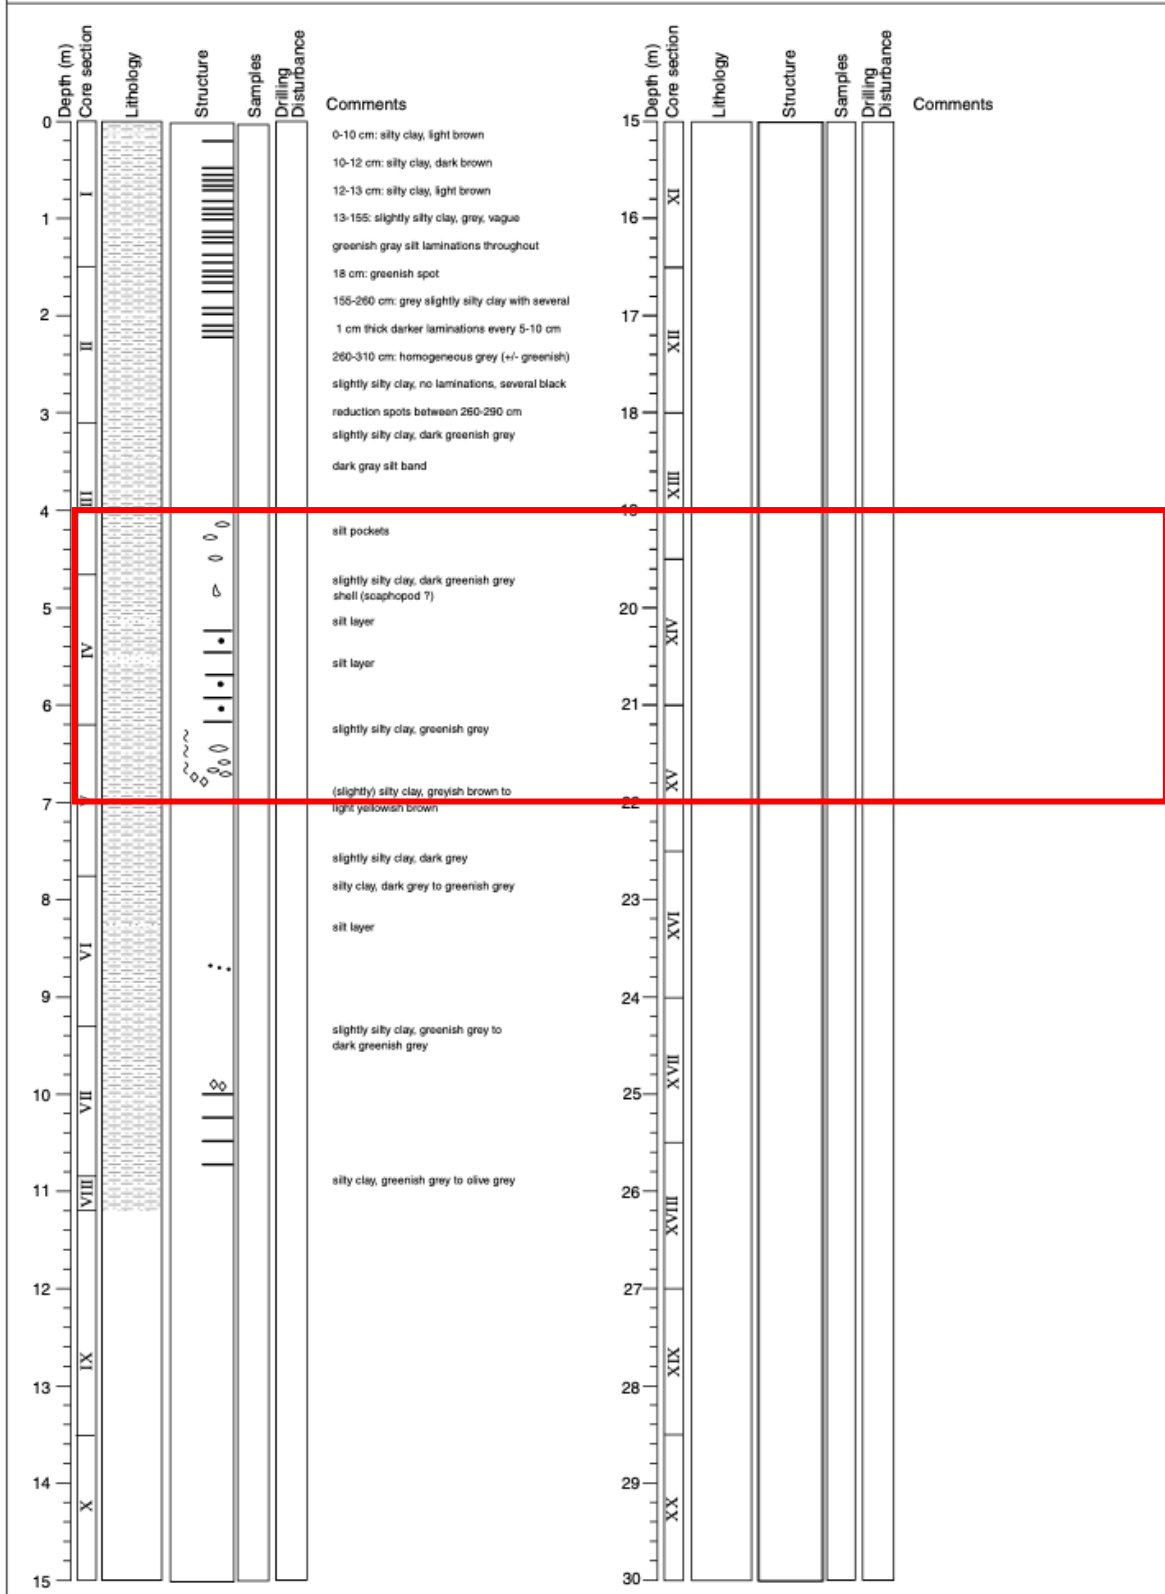 Depth (m)
Core section
Lithology
Structure
Samples
Drilling
Disturbance
Comments
0
1
2
3
4
5
6
7
8
9
10
11
12
13
14
15
I
II
III
IV
VI
VII
VIII
IX
X
0-10 cm: silty clay, light brown
10-12 cm: silty clay, dark brown
12-13 cm: silty clay, light brown
13-155: slightly silty clay, grey, vague
greenish gray silt laminations throughout
18 cm: greenish spot
155-260 cm: grey slightly silty clay with several
1 cm thick darker laminations every 5-10 cm
260-310 cm: homogeneous grey (+/- greenish)
slightly silty clay, no laminations, several black
reduction spots between 260-290 cm
slightly silty clay, dark greenish grey
dark gray silt band
silt pockets
slightly silty clay, dark greenish grey
shell (scaphopod ?)
silt layer
silt layer
slightly silty clay, greenish grey
(slightly) silty clay, greyish brown to
light yellowish brown
slightly silty clay, dark grey
silty clay, dark grey to greenish grey
silt layer
slightly silty clay, greenish grey to
dark greenish grey
silty clay, greenish grey to olive grey
Depth (m)
Core section
Lithology
Structure
Samples
Drilling
Disturbance
Comments
15
16
17
18
19
20
21
22
23
24
25
26
27
28
29
30
XI
XII
XIII
XIV
XV
XVI
XVII
XVIII
XIX
XX